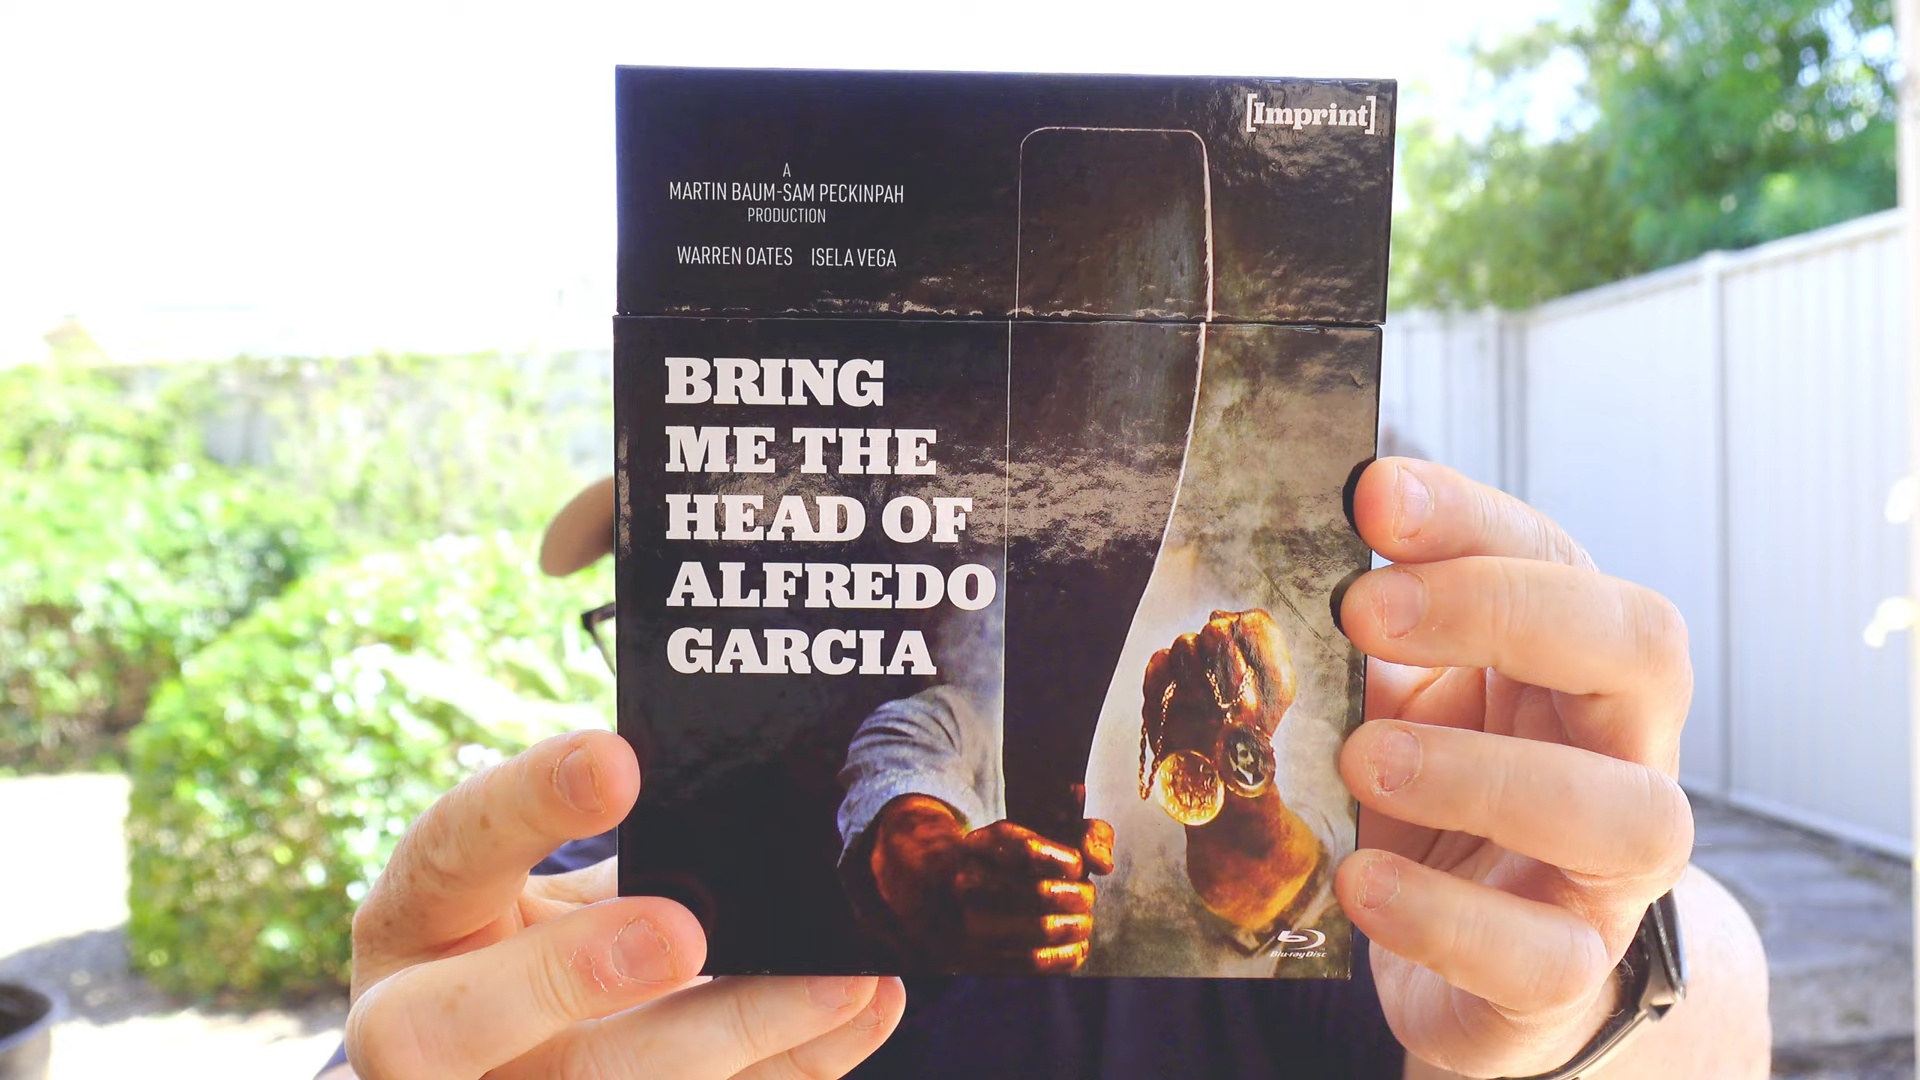 [Imprint]
A
MARTIN BAUM-SAM PECKINPAH
PRODUCTION
WARREN OATES ISELA VEGA
BRING
ME THE
HEAD OF
ALFREDO
GARCIA
Blu-ray Disc